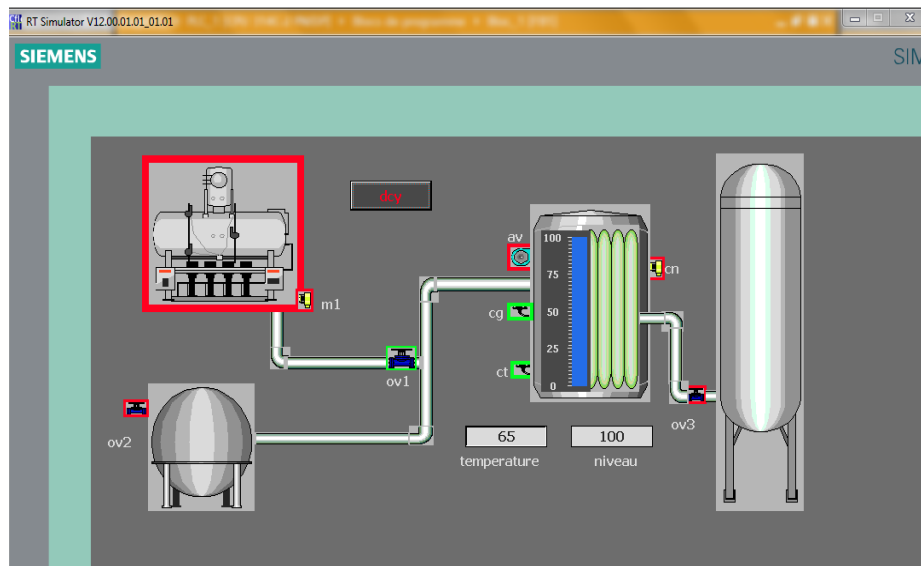 RT Simulator V12.00.01.01_01.01
SIEMENS
SIM
dcy
av
100
cn
75
m1
cg
50
25
ct
ov1
0
ov3
ov2
65
100
temperature
niveau